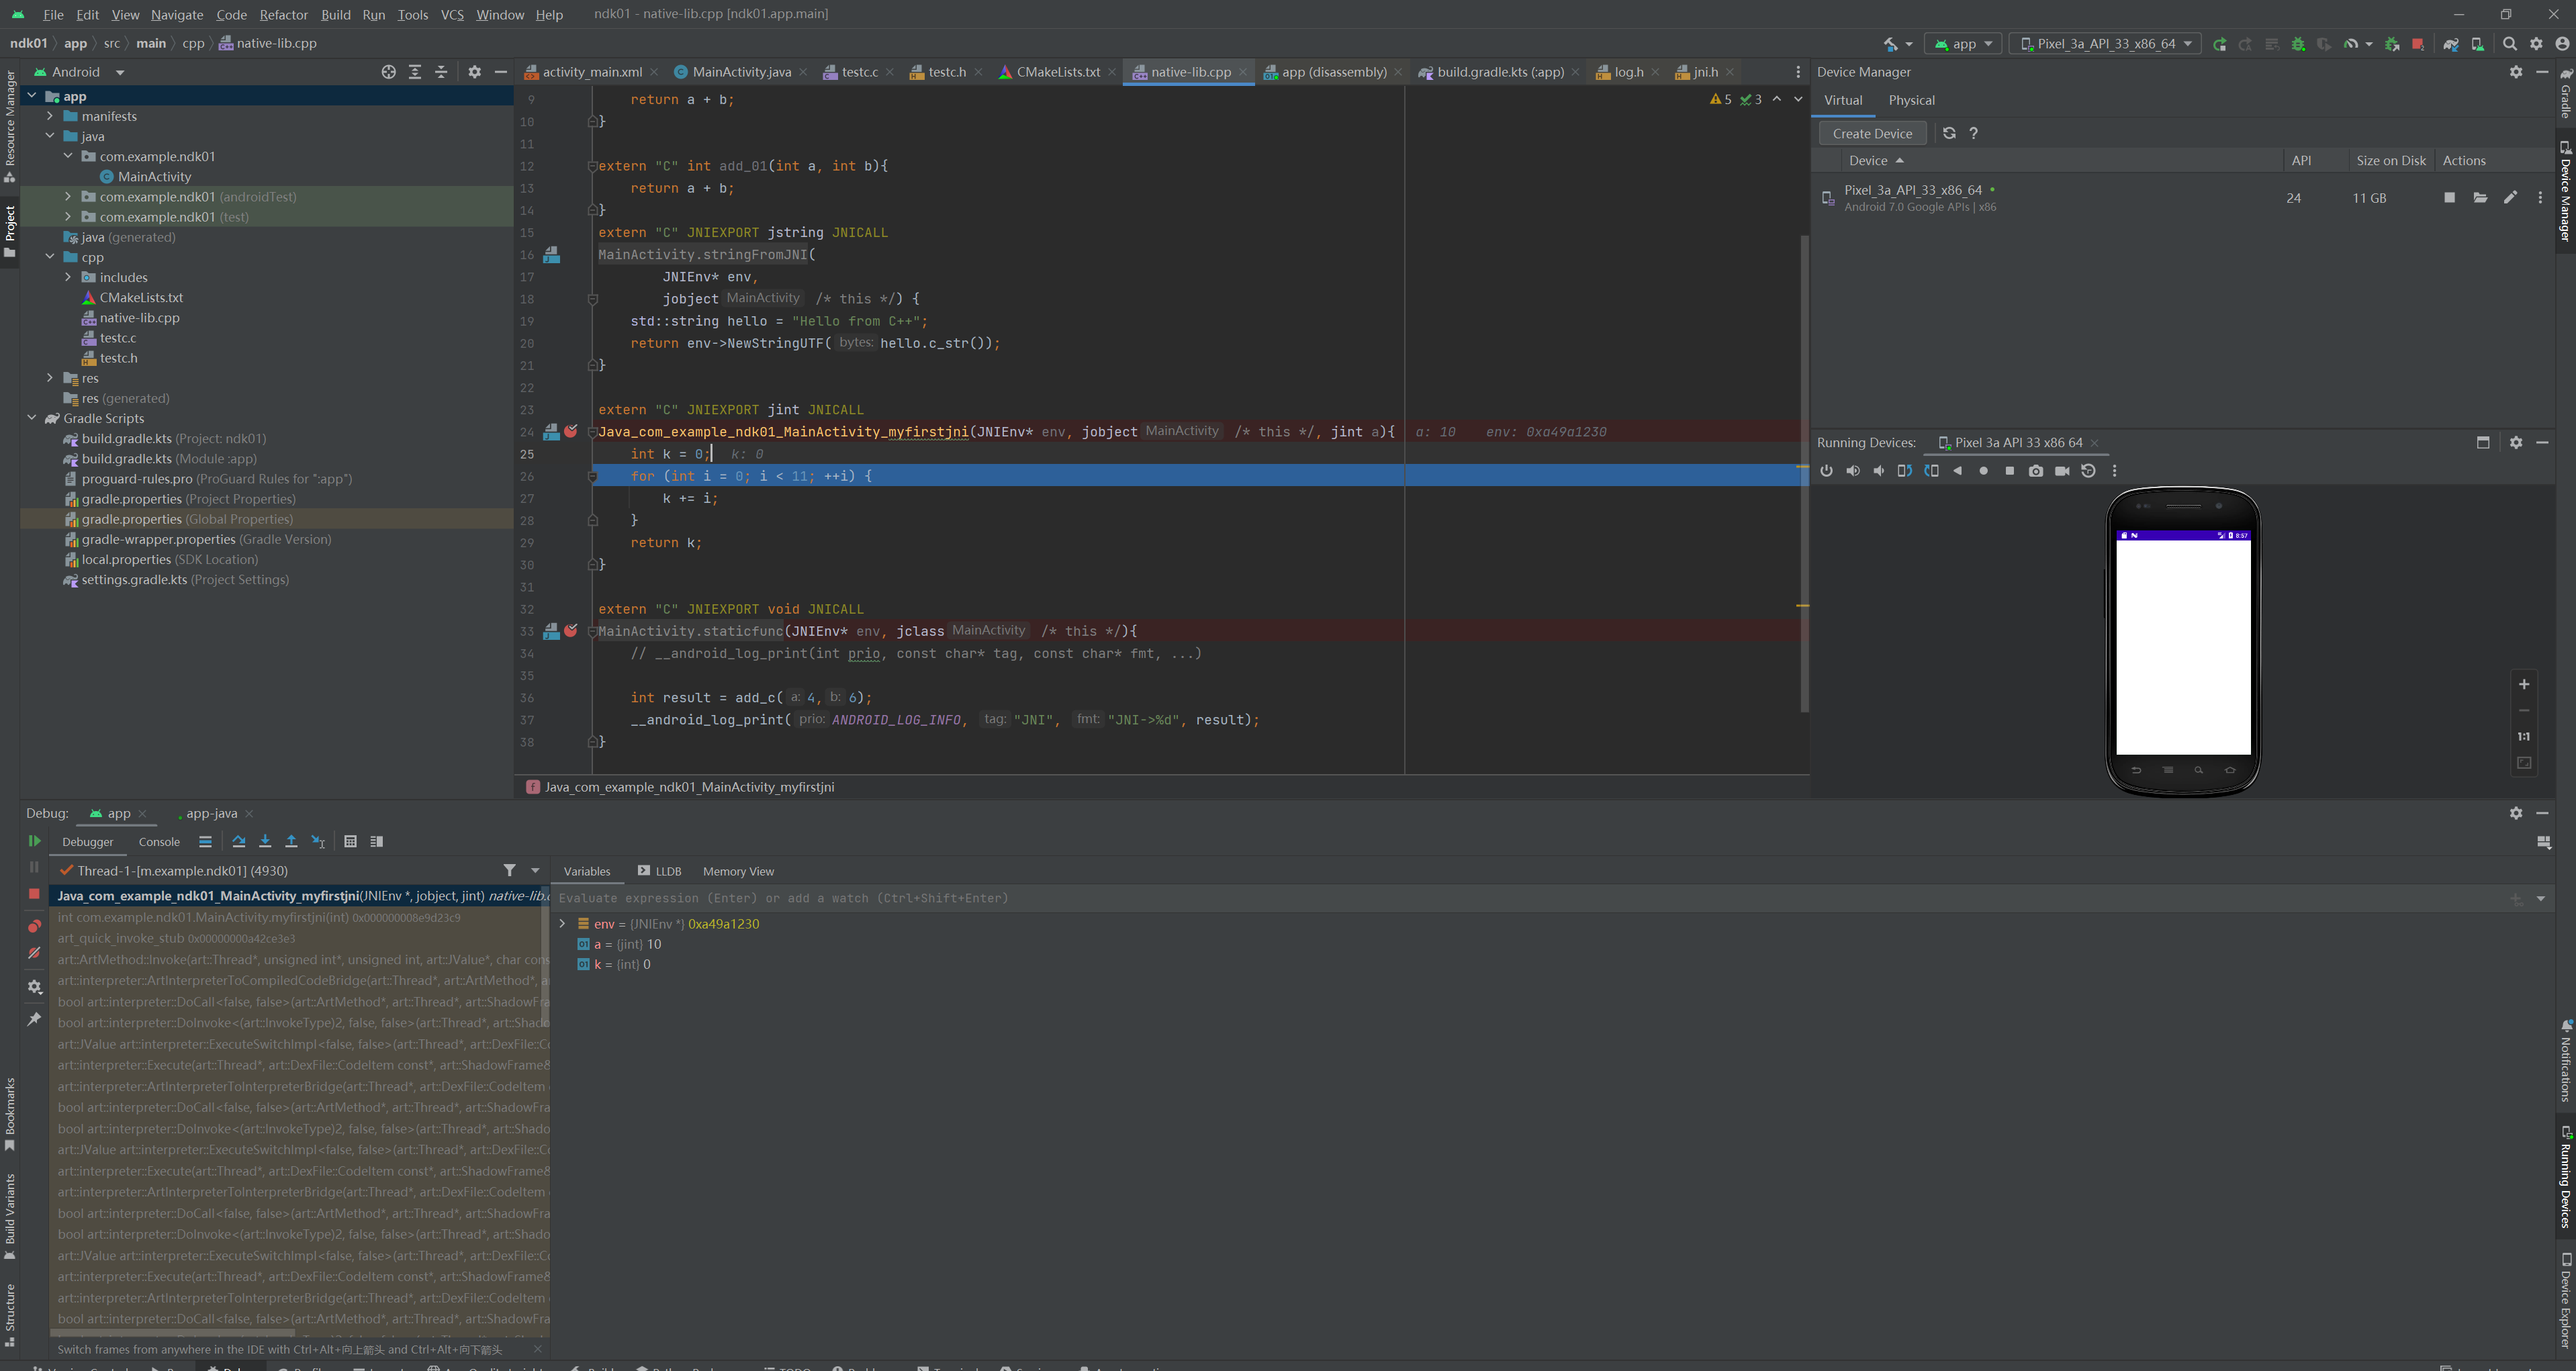 File Edit View Navigate Code Refactor Build Run Tools VCS Window Help ndk01 - native-lib.cpp [ndk01.app.main]
ndk01 app src main cpp native-lib.cpp
app Pixel_3a_API_33_x86_64
Android
activity_main.xml MainActivity.java testc.c testc.h CMakeLists.txt native-lib.cpp app (disassembly) build.gradle.kts (:app) log.h jni.h
Resource Manager
Project
app
manifests
java
com.example.ndk01
MainActivity
com.example.ndk01 (androidTest)
com.example.ndk01 (test)
java (generated)
cpp
includes
CMakeLists.txt
native-lib.cpp
testc.c
testc.h
res
res (generated)
Gradle Scripts
build.gradle.kts (Project: ndk01)
build.gradle.kts (Module :app)
proguard-rules.pro (ProGuard Rules for ":app")
gradle.properties (Project Properties)
gradle.properties (Global Properties)
gradle-wrapper.properties (Gradle Version)
local.properties (SDK Location)
settings.gradle.kts (Project Settings)
5 3
9 return a + b;
10 }
11
12 extern "C" int add_01(int a, int b){
13 return a + b;
14 }
15 extern "C" JNIEXPORT jstring JNICALL
16 MainActivity.stringFromJNI(
17 JNIEnv* env,
18 jobject MainActivity /* this */) {
19 std::string hello = "Hello from C++";
20 return env->NewStringUTF( bytes: hello.c_str());
21 }
22
23 extern "C" JNIEXPORT jint JNICALL
24 Java_com_example_ndk01_MainActivity_myfirstjni(JNIEnv* env, jobject MainActivity /* this */, jint a){ a: 10 env: 0xa49a1230
25 int k = 0; k: 0
26 for (int i = 0; i < 11; ++i) {
27 k += i;
28 }
29 return k;
30 }
31
32 extern "C" JNIEXPORT void JNICALL
33 MainActivity.staticfunc(JNIEnv* env, jclass MainActivity /* this */){
34 // __android_log_print(int prio, const char* tag, const char* fmt, ...)
35
36 int result = add_c( a: 4, b: 6);
37 __android_log_print( prio: ANDROID_LOG_INFO, tag: "JNI", fmt: "JNI->%d", result);
38 }
Java_com_example_ndk01_MainActivity_myfirstjni
Device Manager
Virtual Physical
Create Device ?
Device API Size on Disk Actions
Pixel_3a_API_33_x86_64 24 11 GB
Android 7.0 Google APIs | x86
Running Devices: Pixel 3a API 33 x86 64
8:57
1:1
Gradle
Device Manager
Notifications
Running Devices
Device Explorer
Debug: app app-java
Debugger Console
Thread-1-[m.example.ndk01] (4930)
Java_com_example_ndk01_MainActivity_myfirstjni(JNIEnv *, jobject, jint) native-lib.c
int com.example.ndk01.MainActivity.myfirstjni(int) 0x000000008e9d23c9
art_quick_invoke_stub 0x00000000a42ce3e3
art::ArtMethod::Invoke(art::Thread*, unsigned int*, unsigned int, art::JValue*, char cons
art::interpreter::ArtInterpreterToCompiledCodeBridge(art::Thread*, art::ArtMethod*, a
bool art::interpreter::DoCall<false, false>(art::ArtMethod*, art::Thread*, art::ShadowFra
bool art::interpreter::DoInvoke<(art::InvokeType)2, false, false>(art::Thread*, art::Shado
art::JValue art::interpreter::ExecuteSwitchImpl<false, false>(art::Thread*, art::DexFile::Co
art::interpreter::Execute(art::Thread*, art::DexFile::CodeItem const*, art::ShadowFrame&
art::interpreter::ArtInterpreterToInterpreterBridge(art::Thread*, art::DexFile::CodeItem
bool art::interpreter::DoCall<false, false>(art::ArtMethod*, art::Thread*, art::ShadowFra
bool art::interpreter::DoInvoke<(art::InvokeType)2, false, false>(art::Thread*, art::Shado
art::JValue art::interpreter::ExecuteSwitchImpl<false, false>(art::Thread*, art::DexFile::Co
art::interpreter::Execute(art::Thread*, art::DexFile::CodeItem const*, art::ShadowFrame&
art::interpreter::ArtInterpreterToInterpreterBridge(art::Thread*, art::DexFile::CodeItem
bool art::interpreter::DoCall<false, false>(art::ArtMethod*, art::Thread*, art::ShadowFra
bool art::interpreter::DoInvoke<(art::InvokeType)2, false, false>(art::Thread*, art::Shado
art::JValue art::interpreter::ExecuteSwitchImpl<false, false>(art::Thread*, art::DexFile::Co
art::interpreter::Execute(art::Thread*, art::DexFile::CodeItem const*, art::ShadowFrame&
art::interpreter::ArtInterpreterToInterpreterBridge(art::Thread*, art::DexFile::CodeItem
bool art::interpreter::DoCall<false, false>(art::ArtMethod*, art::Thread*, art::ShadowFra
Switch frames from anywhere in the IDE with Ctrl+Alt+向上箭头 and Ctrl+Alt+向下箭头
Variables LLDB Memory View
Evaluate expression (Enter) or add a watch (Ctrl+Shift+Enter)
env = {JNIEnv *} 0xa49a1230
a = {jint} 10
k = {int} 0
Bookmarks
Build Variants
Structure